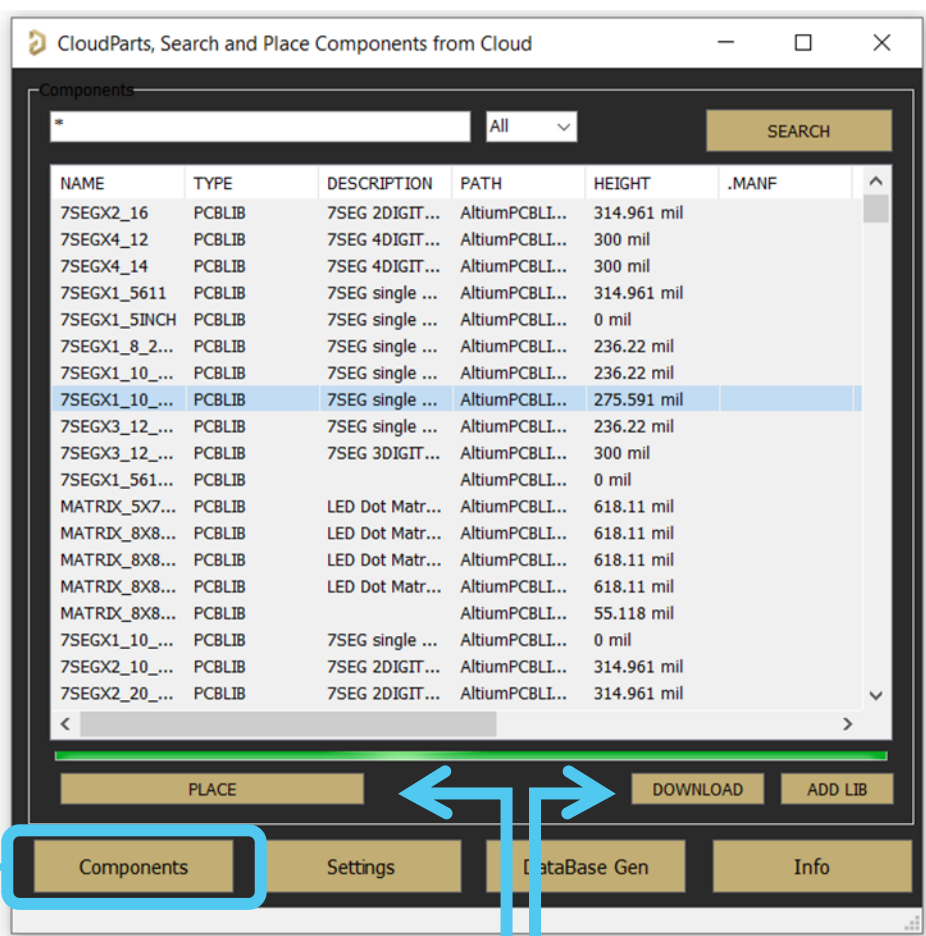 CloudParts, Search and Place Components from Cloud
Components
* All SEARCH
NAME TYPE DESCRIPTION PATH HEIGHT .MANF
7SEGX2_16 PCBLIB 7SEG 2DIGIT... AltiumPCBLI... 314.961 mil
7SEGX4_12 PCBLIB 7SEG 4DIGIT... AltiumPCBLI... 300 mil
7SEGX4_14 PCBLIB 7SEG 4DIGIT... AltiumPCBLI... 300 mil
7SEGX1_5611 PCBLIB 7SEG single ... AltiumPCBLI... 314.961 mil
7SEGX1_5INCH PCBLIB 7SEG single ... AltiumPCBLI... 0 mil
7SEGX1_8_2... PCBLIB 7SEG single ... AltiumPCBLI... 236.22 mil
7SEGX1_10_... PCBLIB 7SEG single ... AltiumPCBLI... 236.22 mil
7SEGX1_10_... PCBLIB 7SEG single ... AltiumPCBLI... 275.591 mil
7SEGX3_12_... PCBLIB 7SEG single ... AltiumPCBLI... 236.22 mil
7SEGX3_12_... PCBLIB 7SEG 3DIGIT... AltiumPCBLI... 300 mil
7SEGX1_561... PCBLIB AltiumPCBLI... 0 mil
MATRIX_5X7... PCBLIB LED Dot Matr... AltiumPCBLI... 618.11 mil
MATRIX_8X8... PCBLIB LED Dot Matr... AltiumPCBLI... 618.11 mil
MATRIX_8X8... PCBLIB LED Dot Matr... AltiumPCBLI... 618.11 mil
MATRIX_8X8... PCBLIB LED Dot Matr... AltiumPCBLI... 618.11 mil
MATRIX_8X8... PCBLIB AltiumPCBLI... 55.118 mil
7SEGX1_10_... PCBLIB 7SEG single ... AltiumPCBLI... 0 mil
7SEGX2_10_... PCBLIB 7SEG 2DIGIT... AltiumPCBLI... 314.961 mil
7SEGX2_20_... PCBLIB 7SEG 2DIGIT... AltiumPCBLI... 314.961 mil
PLACE DOWNLOAD ADD LIB
Components Settings DataBase Gen Info